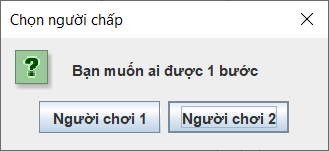 Chọn người chấp
Bạn muốn ai được 1 bước
Người chơi 1
Người chơi 2